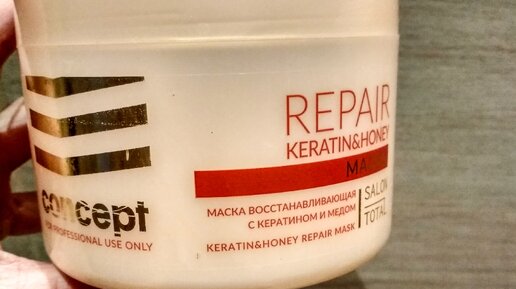 REPAIR
KERATIN&HONEY
MA
concept
FOR PROFESSIONAL USE ONLY
МАСКА ВОССТАНАВЛИВАЮЩАЯ
С КЕРАТИНОМ И МЕДОМ
KERATIN&HONEY REPAIR MASK
SALON
TOTAL